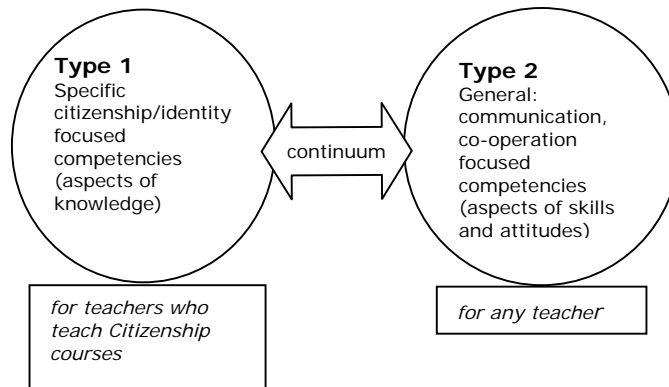 Type 1
Specific
citizenship/identity
focused
competencies
(aspects of
knowledge)
continuum
Type 2
General:
communication,
co-operation
focused
competencies
(aspects of skills
and attitudes)
for teachers who
teach Citizenship
courses
for any teacher